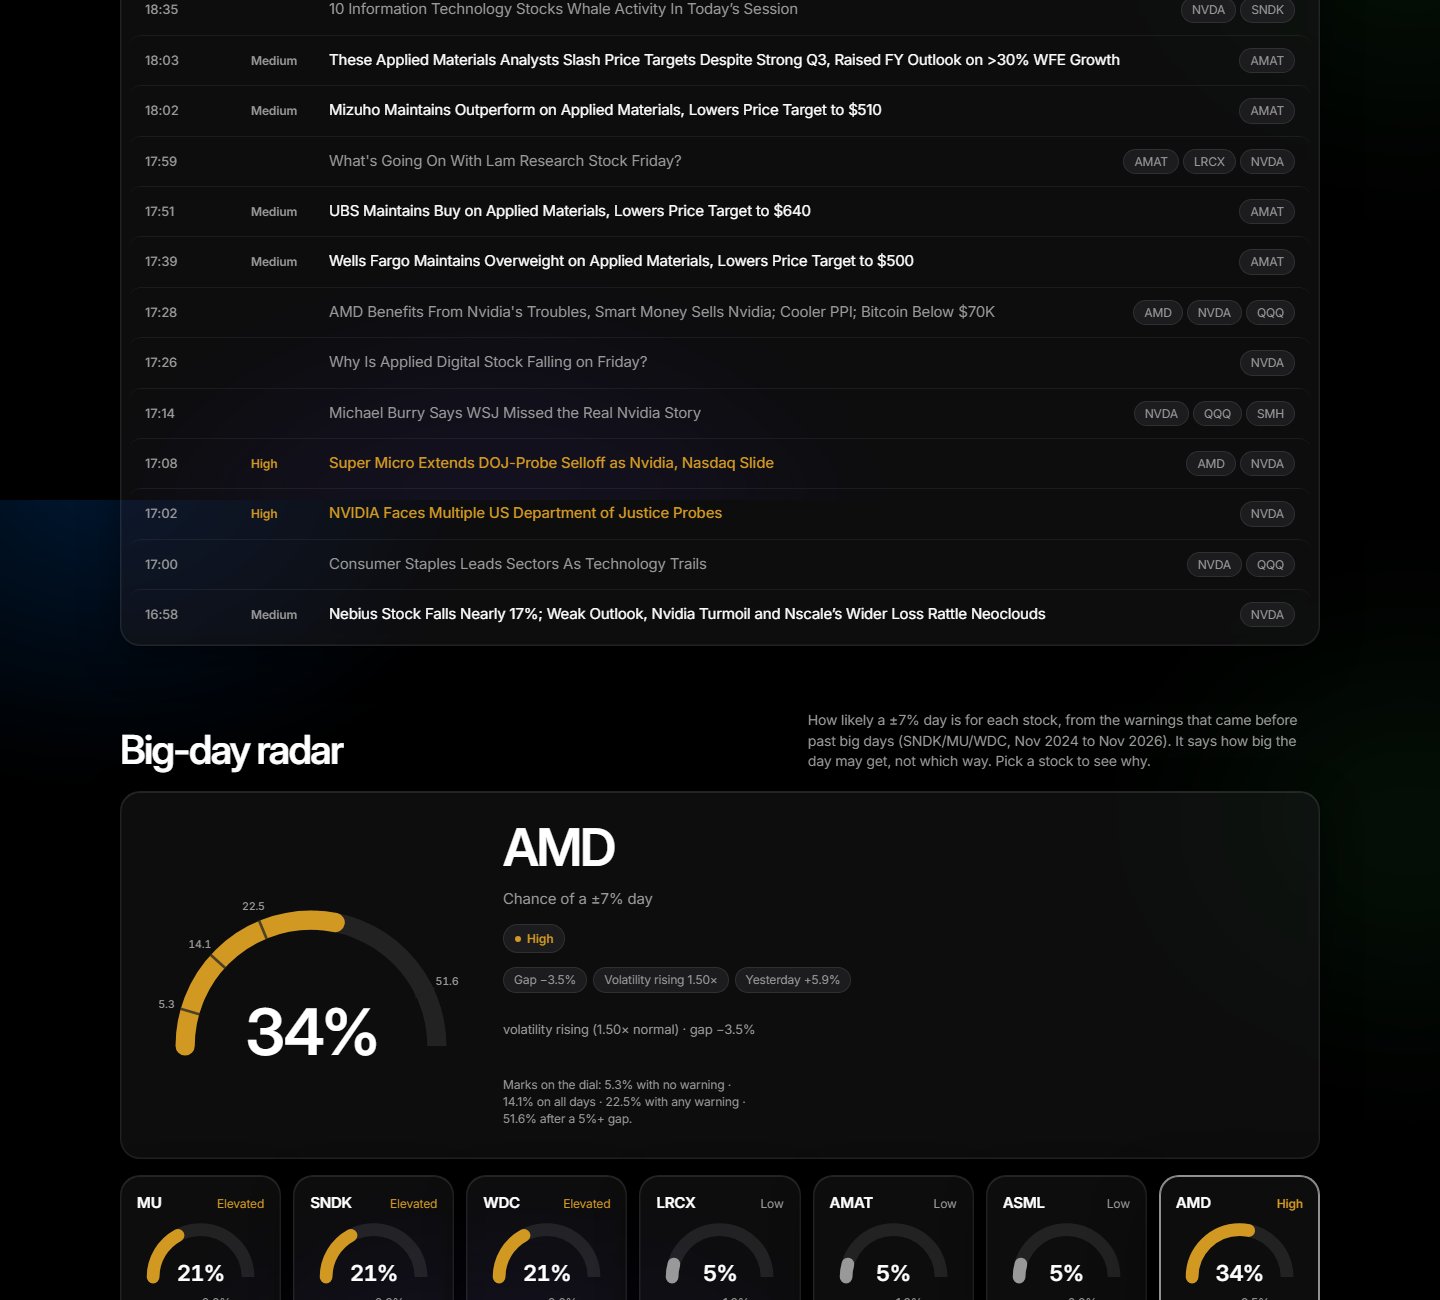 18:35 10 Information Technology Stocks Whale Activity In Today’s Session NVDA SNDK
18:03 Medium These Applied Materials Analysts Slash Price Targets Despite Strong Q3, Raised FY Outlook on >30% WFE Growth AMAT
18:02 Medium Mizuho Maintains Outperform on Applied Materials, Lowers Price Target to $510 AMAT
17:59 What's Going On With Lam Research Stock Friday? AMAT LRCX NVDA
17:51 Medium UBS Maintains Buy on Applied Materials, Lowers Price Target to $640 AMAT
17:39 Medium Wells Fargo Maintains Overweight on Applied Materials, Lowers Price Target to $500 AMAT
17:28 AMD Benefits From Nvidia's Troubles, Smart Money Sells Nvidia; Cooler PPI; Bitcoin Below $70K AMD NVDA QQQ
17:26 Why Is Applied Digital Stock Falling on Friday? NVDA
17:14 Michael Burry Says WSJ Missed the Real Nvidia Story NVDA QQQ SMH
17:08 High Super Micro Extends DOJ-Probe Selloff as Nvidia, Nasdaq Slide AMD NVDA
17:02 High NVIDIA Faces Multiple US Department of Justice Probes NVDA
17:00 Consumer Staples Leads Sectors As Technology Trails NVDA QQQ
16:58 Medium Nebius Stock Falls Nearly 17%; Weak Outlook, Nvidia Turmoil and Nscale’s Wider Loss Rattle Neoclouds NVDA
Big-day radar
How likely a ±7% day is for each stock, from the warnings that came before
past big days (SNDK/MU/WDC, Nov 2024 to Nov 2026). It says how big the
day may get, not which way. Pick a stock to see why.
5.3
14.1
22.5
51.6
34%
AMD
Chance of a ±7% day
High
Gap −3.5% Volatility rising 1.50× Yesterday +5.9%
volatility rising (1.50× normal) · gap −3.5%
Marks on the dial: 5.3% with no warning ·
14.1% on all days · 22.5% with any warning ·
51.6% after a 5%+ gap.
MU Elevated
21%
SNDK Elevated
21%
WDC Elevated
21%
LRCX Low
5%
AMAT Low
5%
ASML Low
5%
AMD High
34%